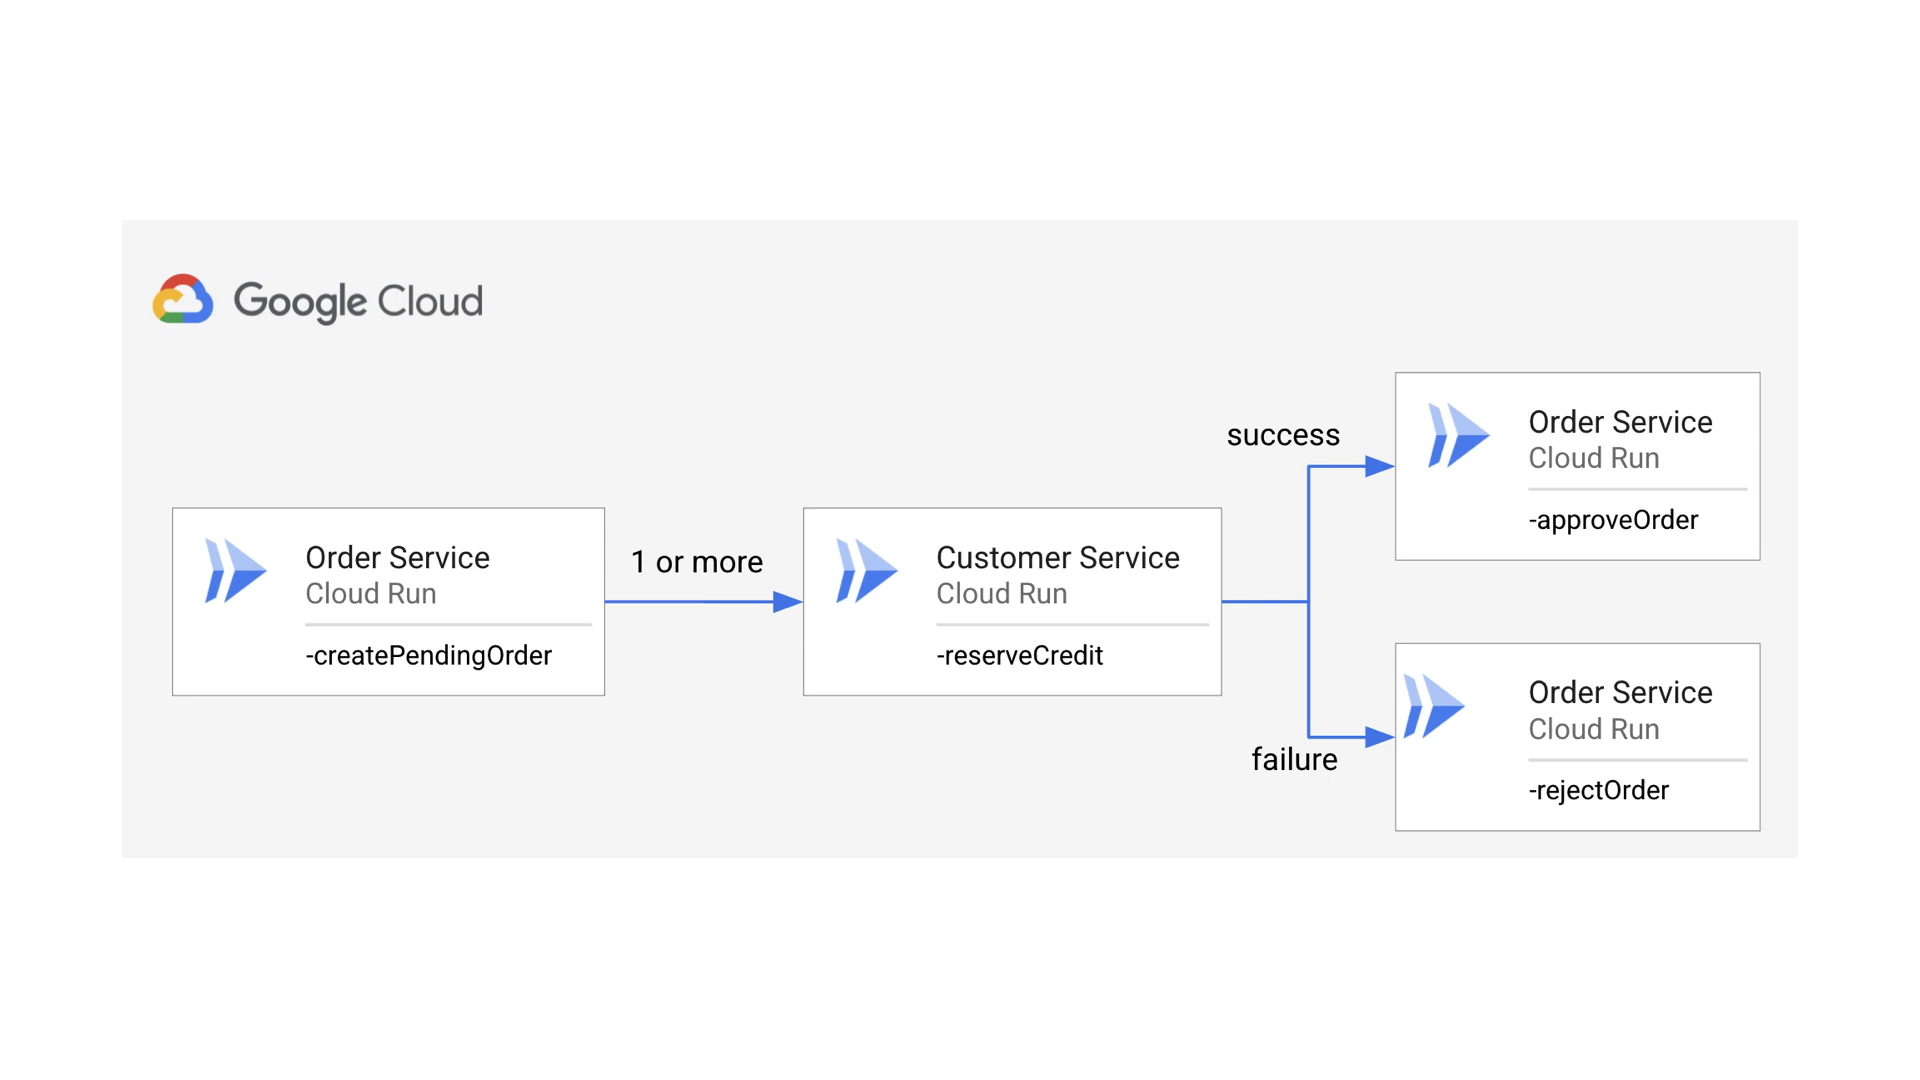 Google Cloud
Order Service
Cloud Run
-createPendingOrder
1 or more
Customer Service
Cloud Run
-reserveCredit
success
Order Service
Cloud Run
-approveOrder
failure
Order Service
Cloud Run
-rejectOrder